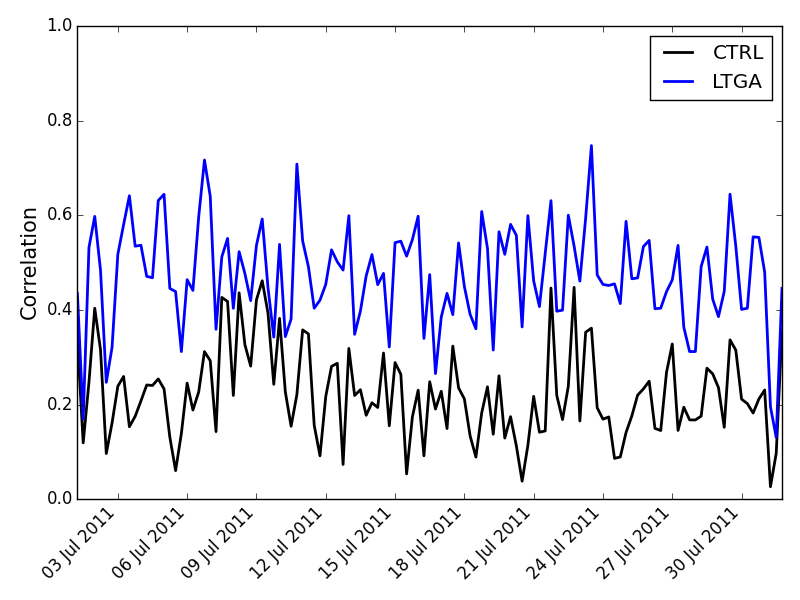 1.0
0.8
0.6
0.4
0.2
0.0
Correlation
CTRL
LTGA
03 Jul 2011
06 Jul 2011
09 Jul 2011
12 Jul 2011
15 Jul 2011
18 Jul 2011
21 Jul 2011
24 Jul 2011
27 Jul 2011
30 Jul 2011